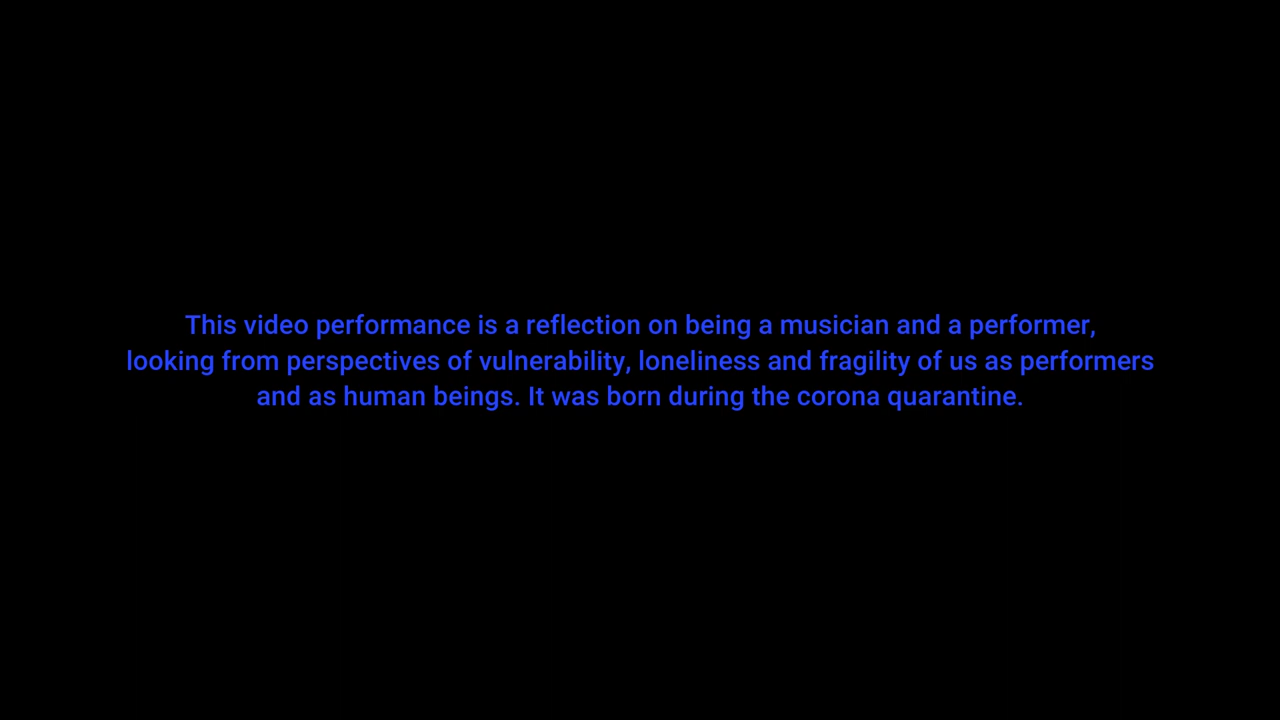 This video performance is a reflection on being a musician and a performer,
looking from perspectives of vulnerability, loneliness and fragility of us as performers
and as human beings. It was born during the corona quarantine.